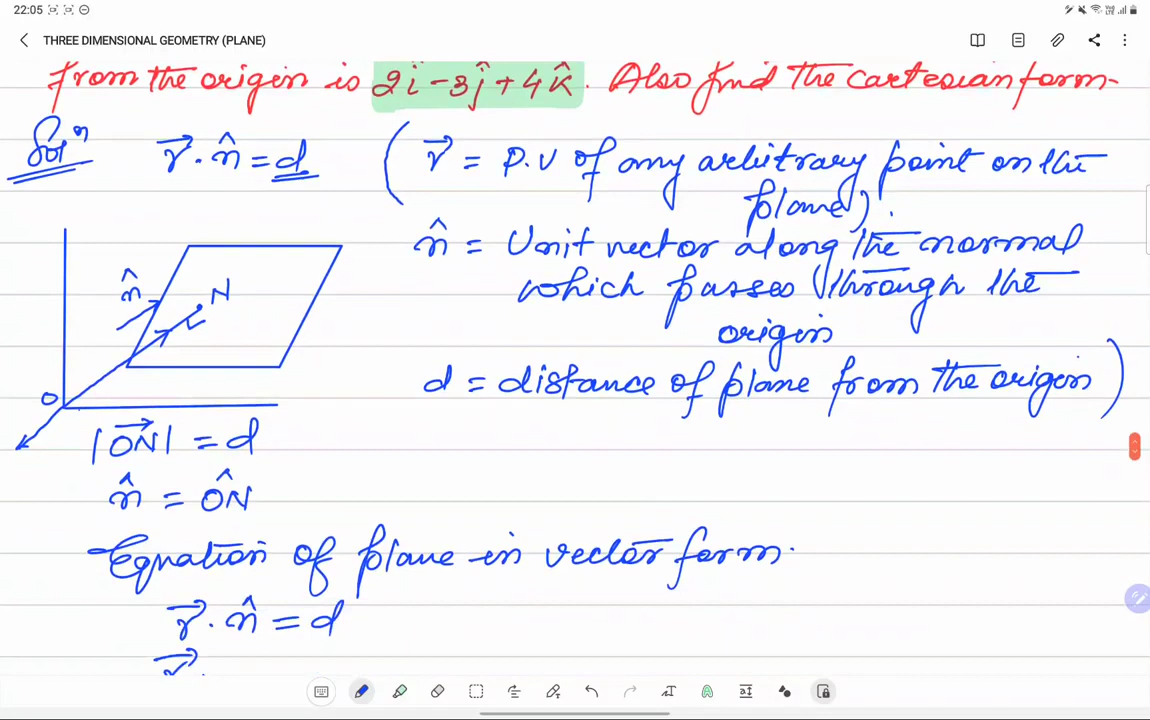 22:05
THREE DIMENSIONAL GEOMETRY (PLANE)
from the origin is 2î - 3ĵ + 4k̂. Also find the cartesian form.
Solⁿ r⃗ . n̂ = d ( r⃗ = P.V of any arbitrary point on the
plane).
n̂ = Unit vector along the normal
which passes through the
origin
d = distance of plane from the origin )
n̂ N
O
|O͞N⃗| = d
n̂ = ON̂
Equation of plane in vector form.
r⃗ . n̂ = d
r⃗ .